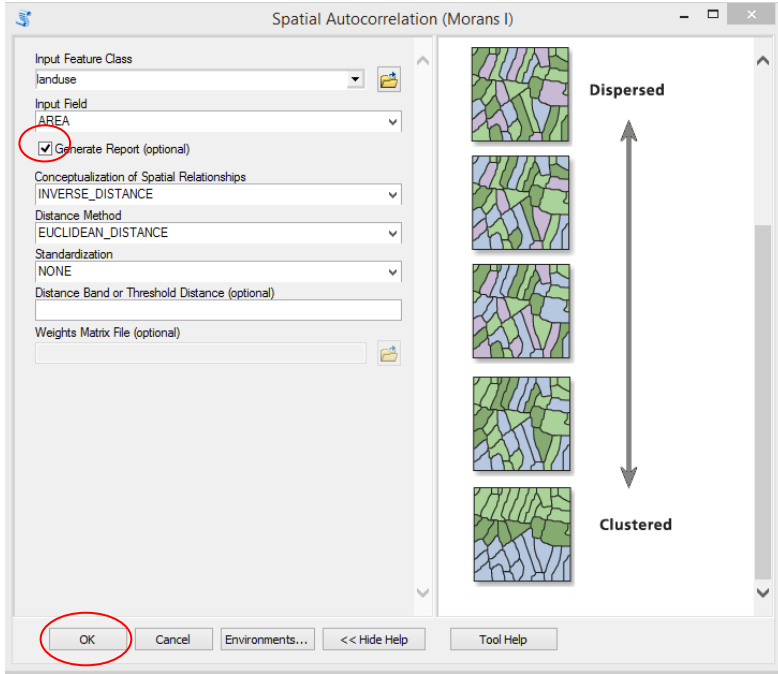 Spatial Autocorrelation (Morans I)
Input Feature Class
landuse
Input Field
AREA
Generate Report (optional)
Conceptualization of Spatial Relationships
INVERSE_DISTANCE
Distance Method
EUCLIDEAN_DISTANCE
Standardization
NONE
Distance Band or Threshold Distance (optional)
Weights Matrix File (optional)
Dispersed
Clustered
OK
Cancel
Environments...
<< Hide Help
Tool Help